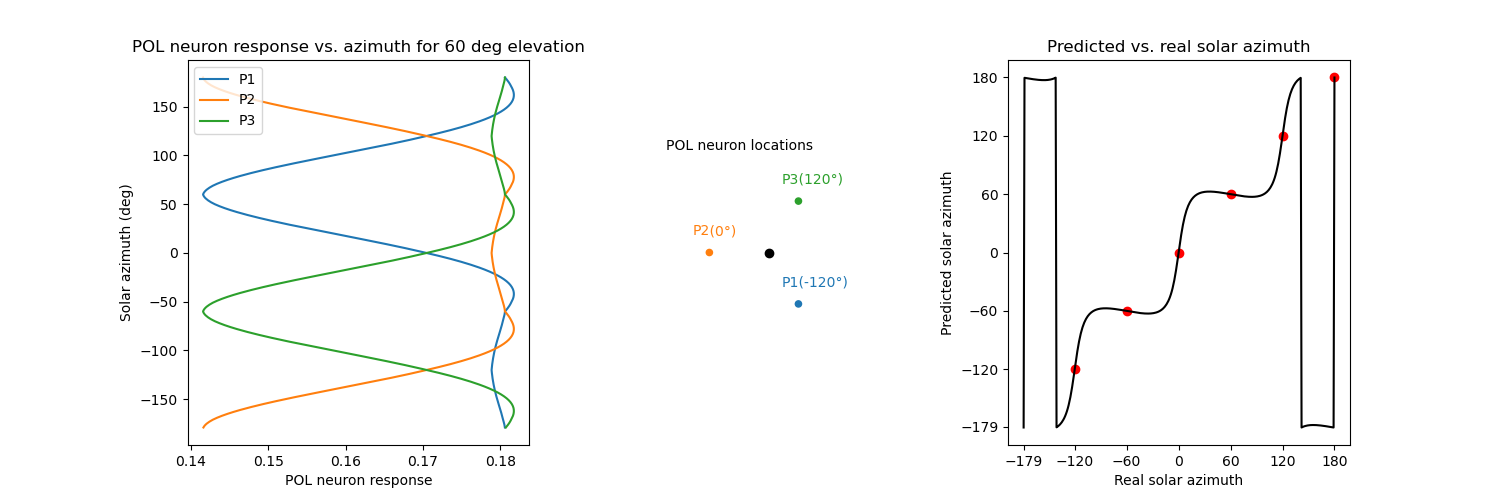 POL neuron response vs. azimuth for 60 deg elevation
P1
P2
P3
Solar azimuth (deg)
150
100
50
0
−50
−100
−150
0.14 0.15 0.16 0.17 0.18
POL neuron response
POL neuron locations
P3(120°)
P2(0°)
P1(-120°)
Predicted vs. real solar azimuth
Predicted solar azimuth
180
120
60
0
−60
−120
−179
−179 −120 −60 0 60 120 180
Real solar azimuth